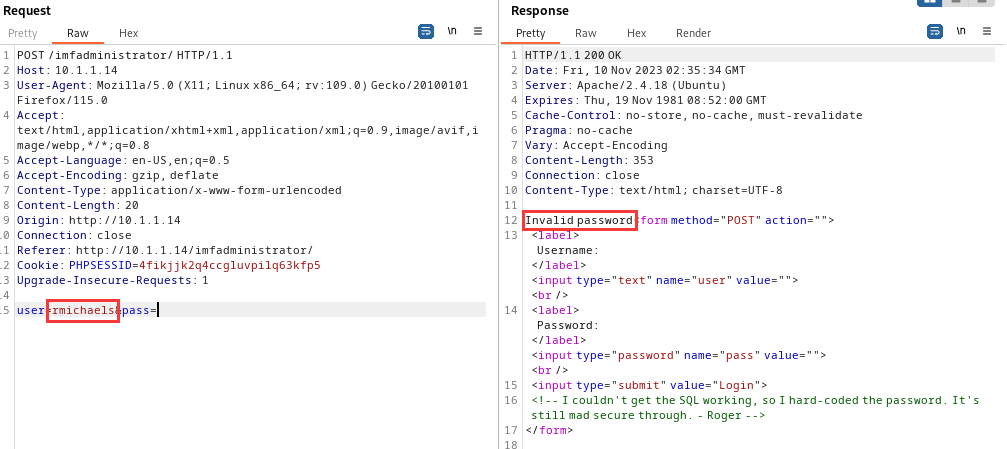 Request
Pretty Raw Hex \n
1 POST /imfadministrator/ HTTP/1.1
2 Host: 10.1.1.14
3 User-Agent: Mozilla/5.0 (X11; Linux x86_64; rv:109.0) Gecko/20100101
Firefox/115.0
4 Accept:
text/html,application/xhtml+xml,application/xml;q=0.9,image/avif,i
mage/webp,*/*;q=0.8
5 Accept-Language: en-US,en;q=0.5
6 Accept-Encoding: gzip, deflate
7 Content-Type: application/x-www-form-urlencoded
8 Content-Length: 20
9 Origin: http://10.1.1.14
10 Connection: close
11 Referer: http://10.1.1.14/imfadministrator/
12 Cookie: PHPSESSID=4fikjjk2q4ccgluvpilq63kfp5
13 Upgrade-Insecure-Requests: 1
14
15 user=rmichaels&pass=
Response
Pretty Raw Hex Render \n
1 HTTP/1.1 200 OK
2 Date: Fri, 10 Nov 2023 02:35:34 GMT
3 Server: Apache/2.4.18 (Ubuntu)
4 Expires: Thu, 19 Nov 1981 08:52:00 GMT
5 Cache-Control: no-store, no-cache, must-revalidate
6 Pragma: no-cache
7 Vary: Accept-Encoding
8 Content-Length: 353
9 Connection: close
10 Content-Type: text/html; charset=UTF-8
11
12 Invalid password<form method="POST" action="">
13 <label>
Username:
</label>
<input type="text" name="user" value="">
<br />
14 <label>
Password:
</label>
<input type="password" name="pass" value="">
<br />
15 <input type="submit" value="Login">
16 <!-- I couldn't get the SQL working, so I hard-coded the password. It's
still mad secure through. - Roger -->
17 </form>
18